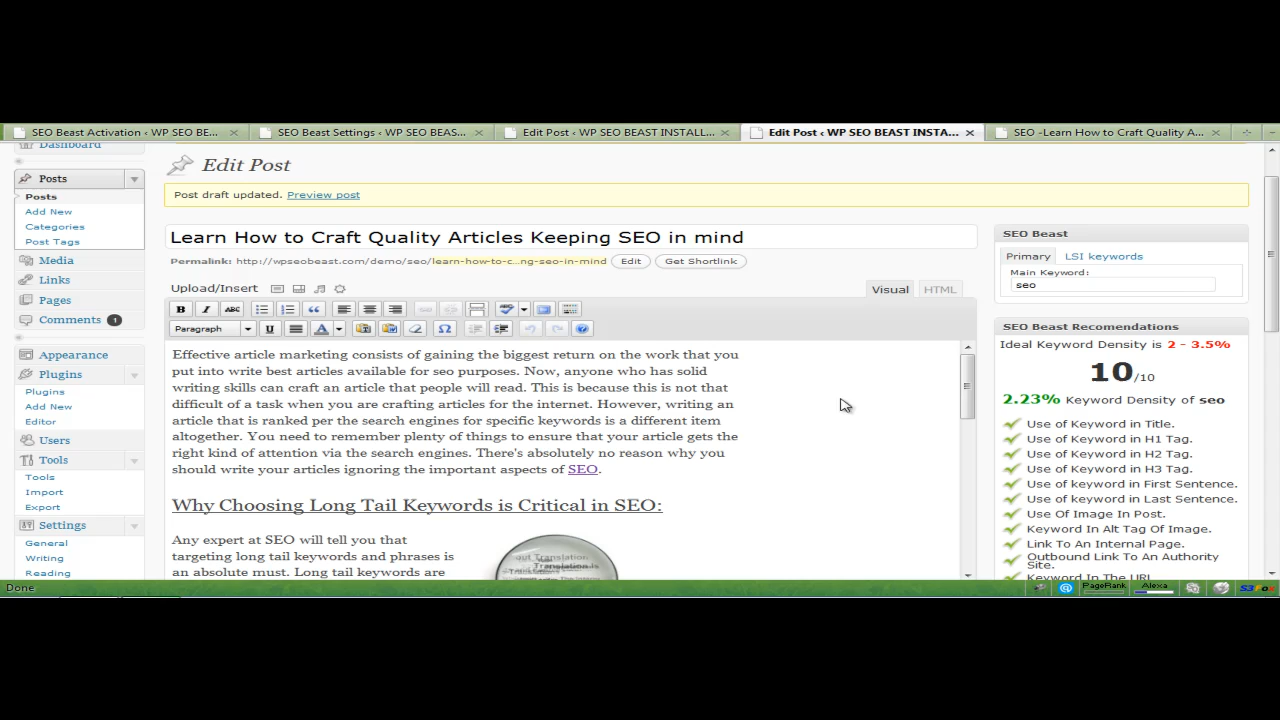 SEO Beast Activation ‹ WP SEO BE...
SEO Beast Settings ‹ WP SEO BEAS...
Edit Post ‹ WP SEO BEAST INSTALL...
Edit Post ‹ WP SEO BEAST INSTA...
SEO -Learn How to Craft Quality A...
Dashboard
Posts
Posts
Add New
Categories
Post Tags
Media
Links
Pages
Comments 1
Appearance
Plugins
Plugins
Add New
Editor
Users
Tools
Tools
Import
Export
Settings
General
Writing
Reading
Edit Post
Post draft updated. Preview post
Learn How to Craft Quality Articles Keeping SEO in mind
Permalink: http://wpseobeast.com/demo/seo/learn-how-to-c...ng-seo-in-mind Edit Get Shortlink
Upload/Insert
Visual HTML
B I ABC
Paragraph U A
Effective article marketing consists of gaining the biggest return on the work that you
put into write best articles available for seo purposes. Now, anyone who has solid
writing skills can craft an article that people will read. This is because this is not that
difficult of a task when you are crafting articles for the internet. However, writing an
article that is ranked per the search engines for specific keywords is a different item
altogether. You need to remember plenty of things to ensure that your article gets the
right kind of attention via the search engines. There's absolutely no reason why you
should write your articles ignoring the important aspects of SEO.
Why Choosing Long Tail Keywords is Critical in SEO:
Any expert at SEO will tell you that
targeting long tail keywords and phrases is
an absolute must. Long tail keywords are
out Translation
Translation is
SEO Beast
Primary LSI keywords
Main Keyword:
seo
SEO Beast Recomendations
Ideal Keyword Density is 2 - 3.5%
10/10
2.23% Keyword Density of seo
Use of Keyword in Title.
Use of Keyword in H1 Tag.
Use of Keyword in H2 Tag.
Use of Keyword in H3 Tag.
Use of keyword in First Sentence.
Use of keyword in Last Sentence.
Use Of Image In Post.
Keyword In Alt Tag Of Image.
Link To An Internal Page.
Outbound Link To An Authority
Site.
Keyword In The URL
Done
PageRank
Alexa
S3Fox